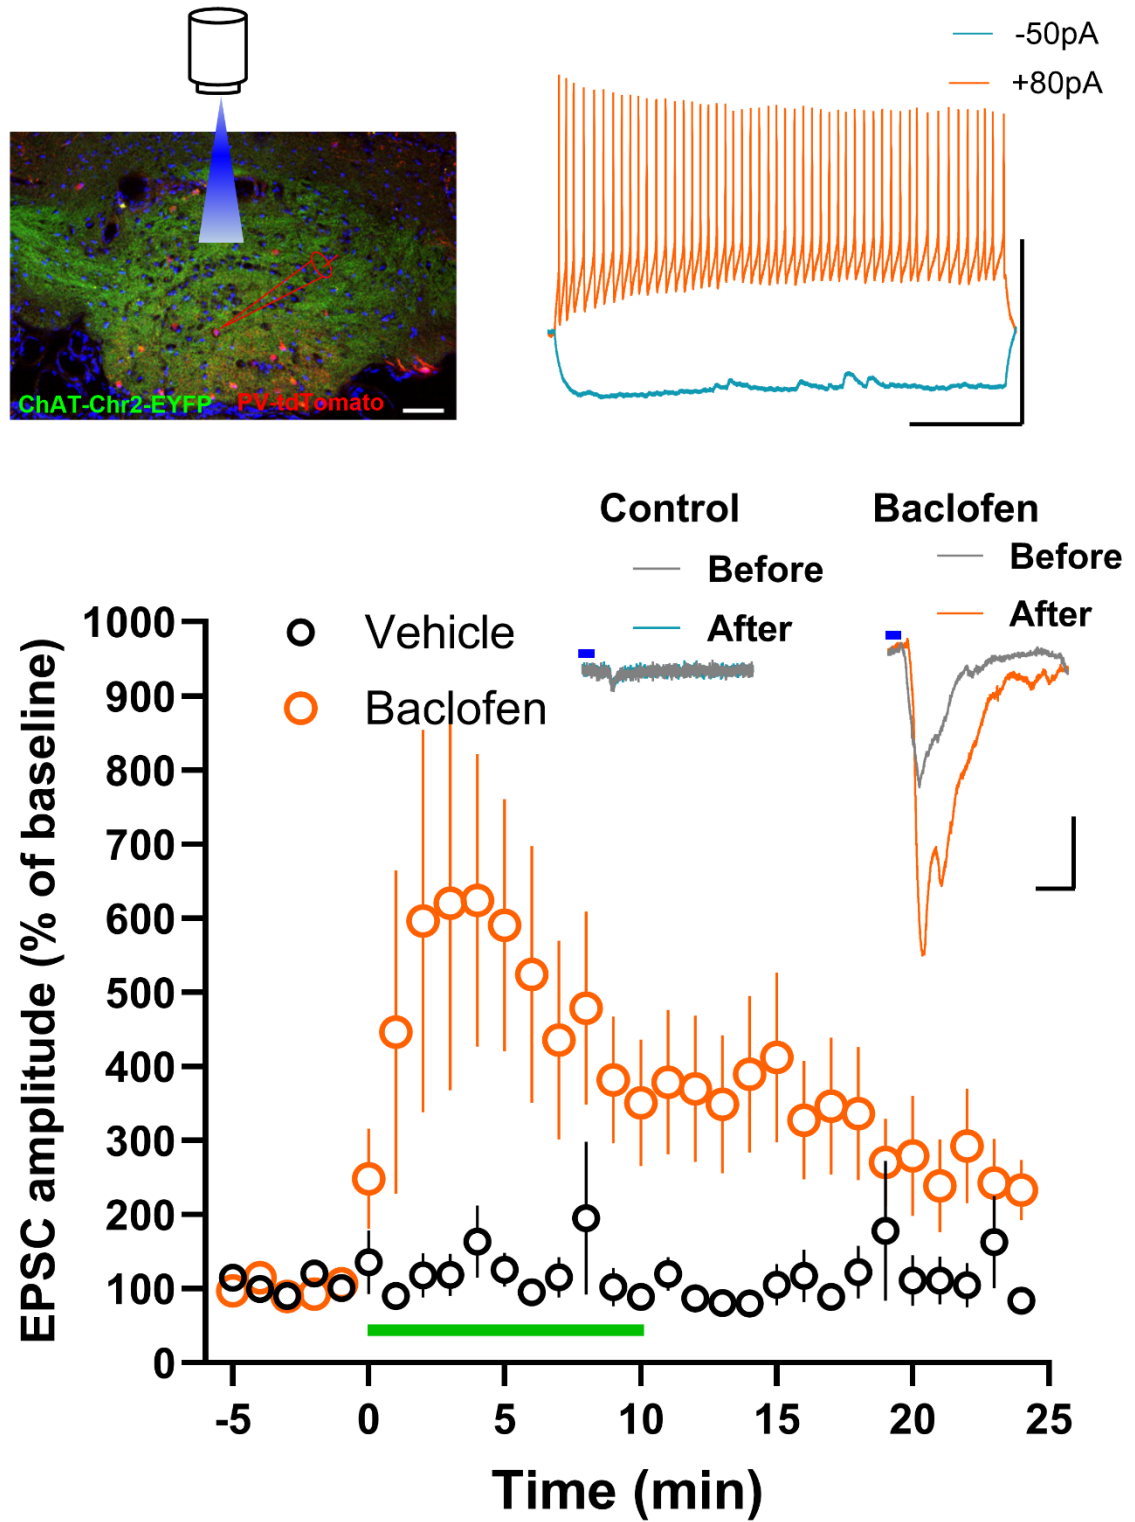 -50pA
+80pA
ChAT-Chr2-EYFP PV-tdTomato
Control
Before
After
Baclofen
Before
After
Vehicle
Baclofen
EPSC amplitude (% of baseline)
1000
900
800
700
600
500
400
300
200
100
0
-5 0 5 10 15 20 25
Time (min)